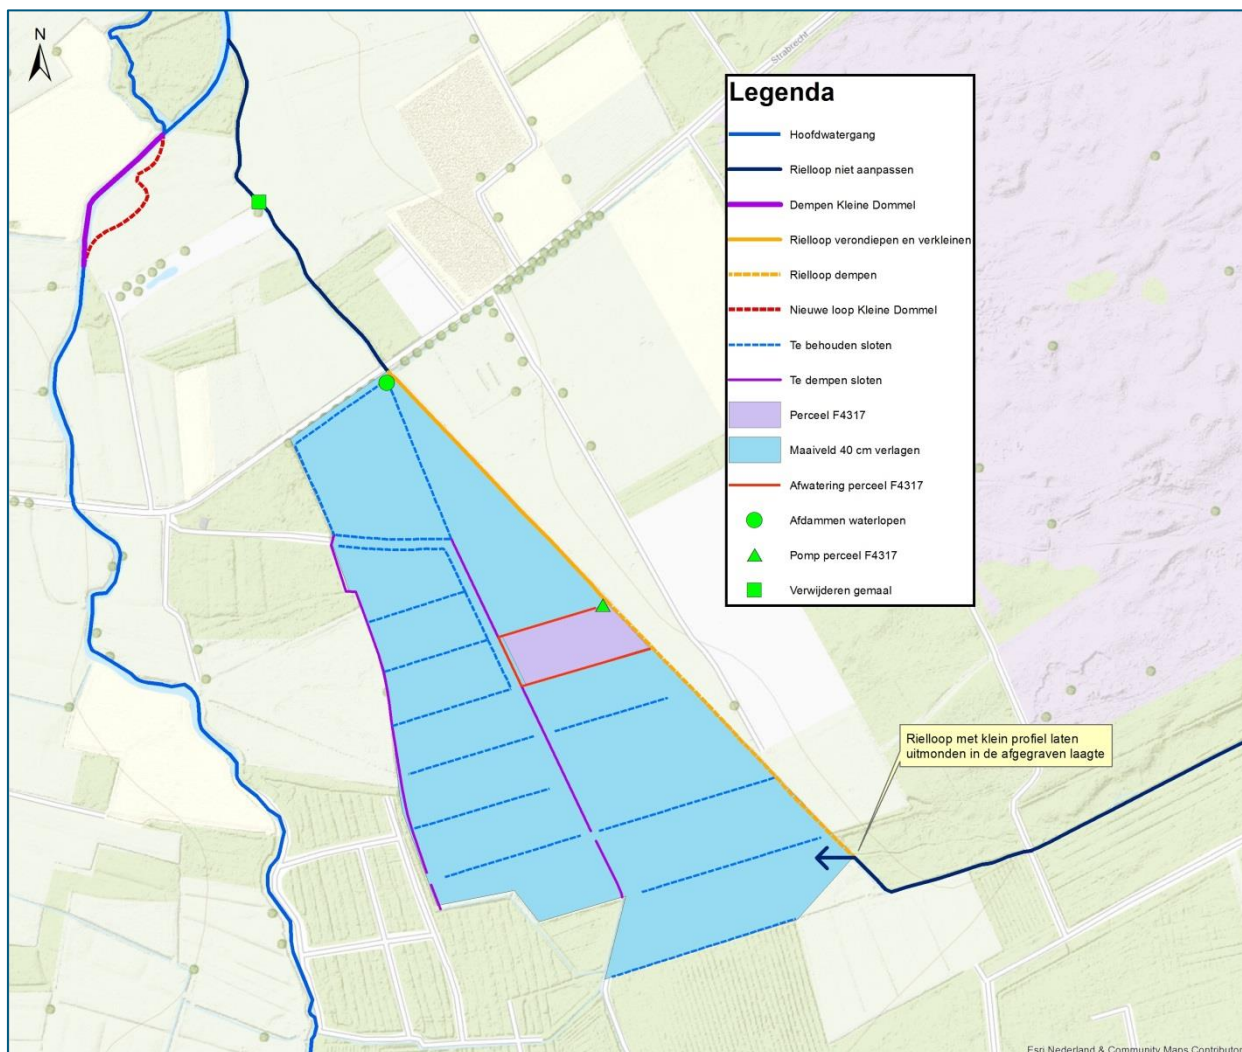 N
Strabrecht
Legenda
Hoofdwatergang
Rielloop niet aanpassen
Dempen Kleine Dommel
Rielloop verondiepen en verkleinen
Rielloop dempen
Nieuwe loop Kleine Dommel
Te behouden sloten
Te dempen sloten
Perceel F4317
Maaiveld 40 cm verlagen
Afwatering perceel F4317
Afdammen waterlopen
Pomp perceel F4317
Verwijderen gemaal
Rielloop met klein profiel laten
uitmonden in de afgegraven laagte
Esri Nederland & Community Maps Contributor